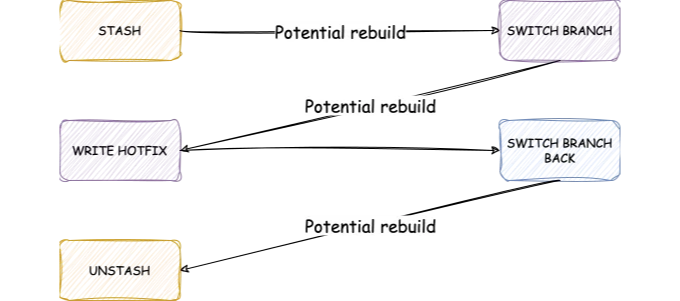 STASH
Potential rebuild
SWITCH BRANCH
Potential rebuild
WRITE HOTFIX
SWITCH BRANCH
BACK
Potential rebuild
UNSTASH